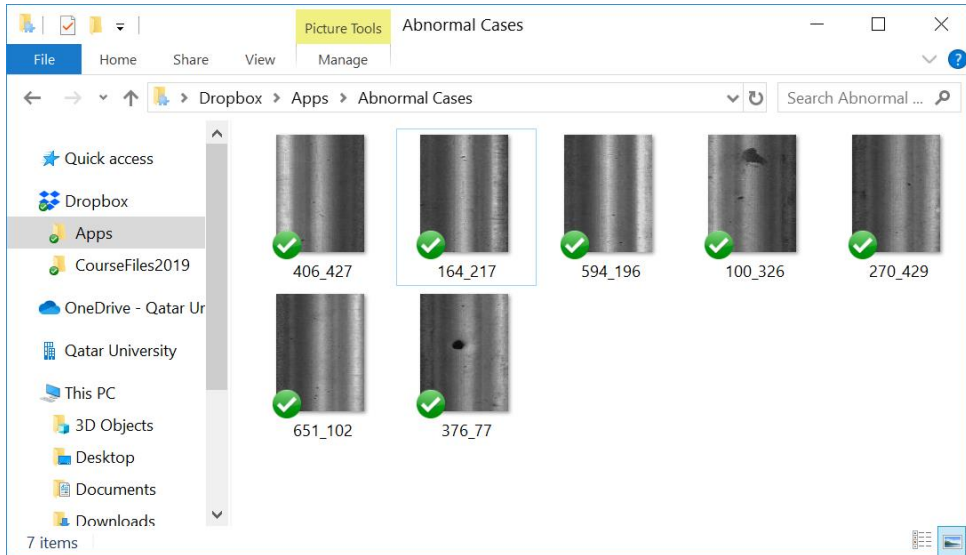 Picture Tools Abnormal Cases
File Home Share View Manage
Dropbox Apps Abnormal Cases Search Abnormal ...
Quick access
Dropbox
Apps
CourseFiles2019
OneDrive - Qatar Ur
Qatar University
This PC
3D Objects
Desktop
Documents
Downloads
406_427 164_217 594_196 100_326 270_429
651_102 376_77
7 items